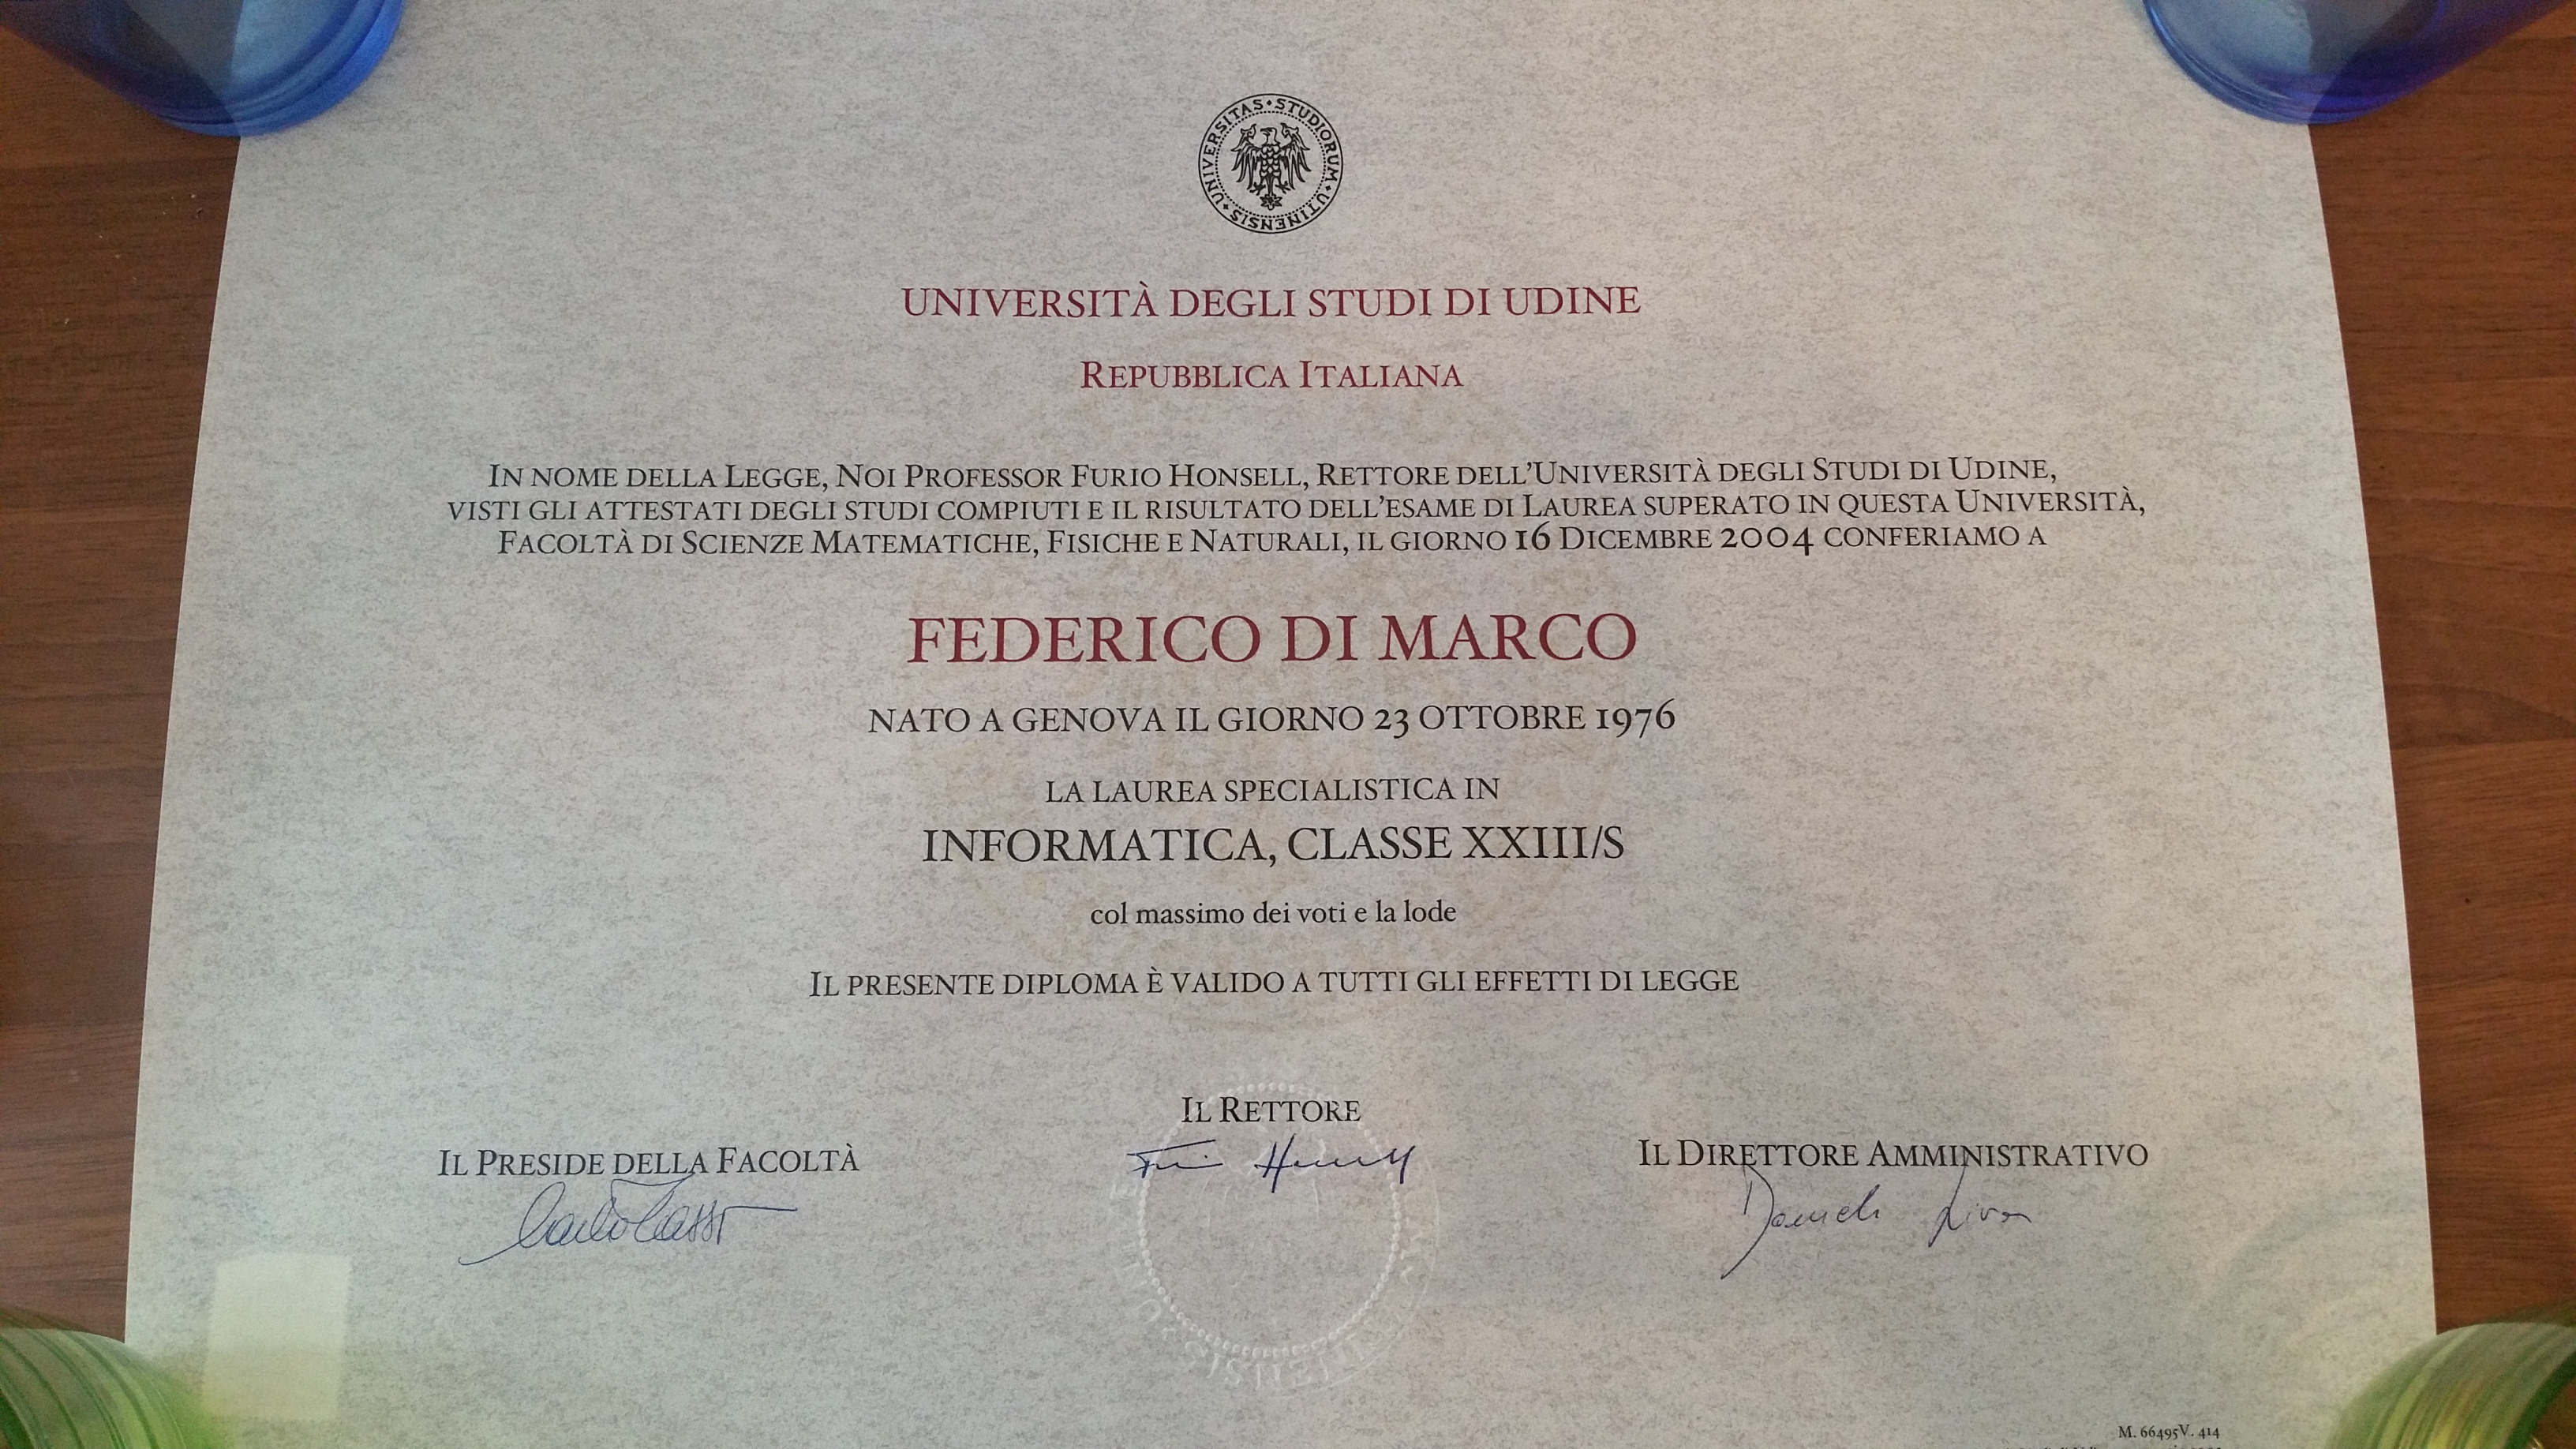 UNIVERSITAS • STUDIORUM • UTINENSIS •
UNIVERSITÀ DEGLI STUDI DI UDINE
REPUBBLICA ITALIANA
IN NOME DELLA LEGGE, NOI PROFESSOR FURIO HONSELL, RETTORE DELL'UNIVERSITÀ DEGLI STUDI DI UDINE,
VISTI GLI ATTESTATI DEGLI STUDI COMPIUTI E IL RISULTATO DELL'ESAME DI LAUREA SUPERATO IN QUESTA UNIVERSITÀ,
FACOLTÀ DI SCIENZE MATEMATICHE, FISICHE E NATURALI, IL GIORNO 16 DICEMBRE 2004 CONFERIAMO A
FEDERICO DI MARCO
NATO A GENOVA IL GIORNO 23 OTTOBRE 1976
LA LAUREA SPECIALISTICA IN
INFORMATICA, CLASSE XXIII/S
col massimo dei voti e la lode
IL PRESENTE DIPLOMA È VALIDO A TUTTI GLI EFFETTI DI LEGGE
IL RETTORE
Furio Honsell
IL PRESIDE DELLA FACOLTÀ
Carlo Tasso
IL DIRETTORE AMMINISTRATIVO
Daniele Livon
M. 66495V. 414